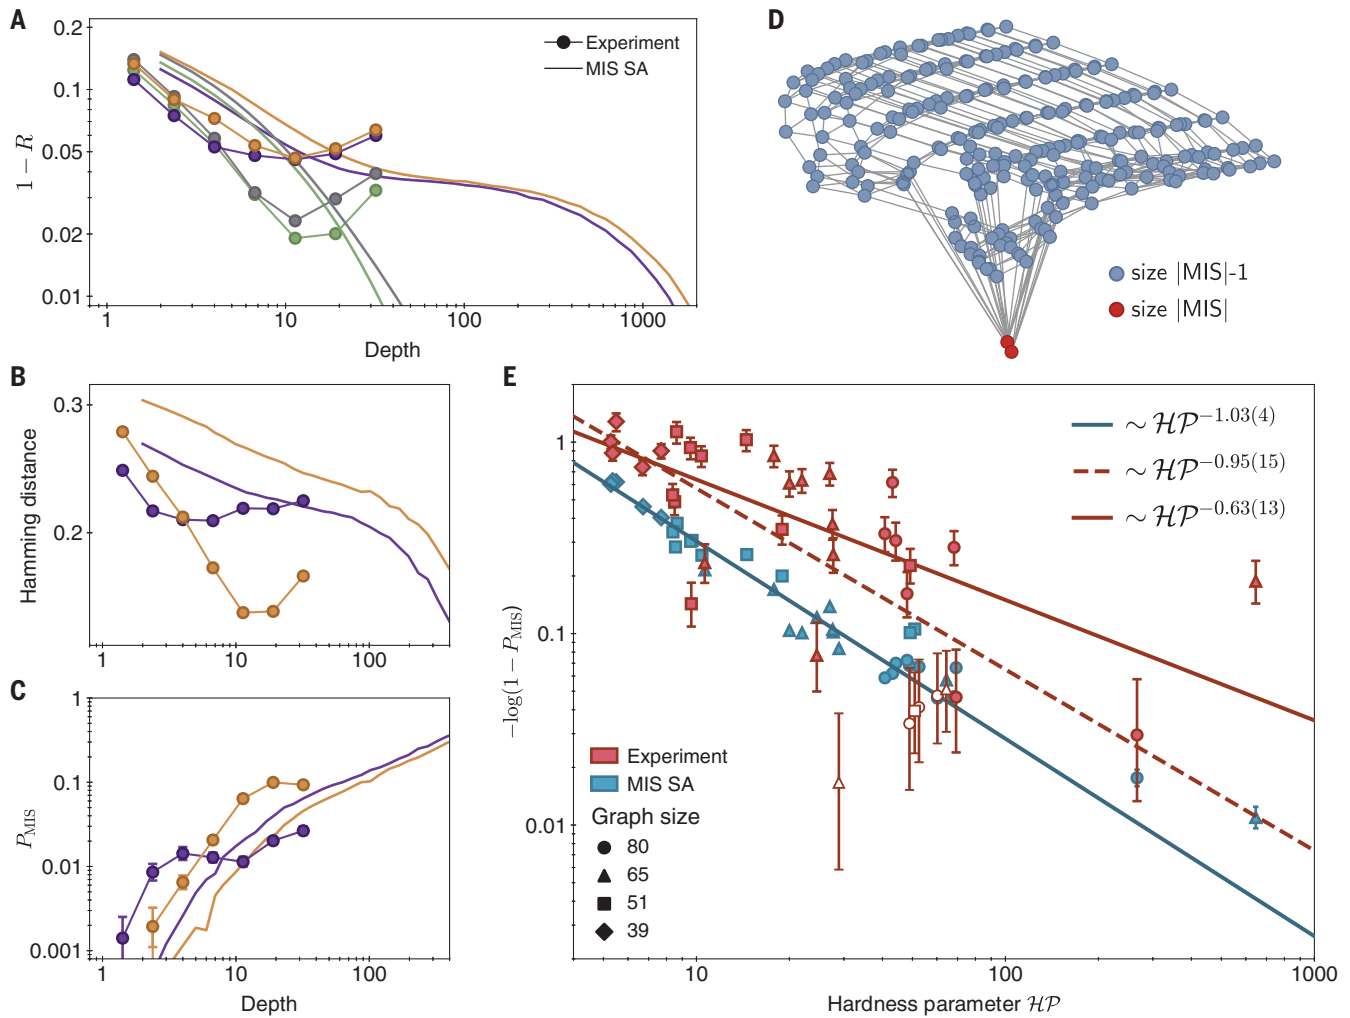 A
0.2
0.1
0.05
0.02
0.01
1 − R
Experiment
MIS SA
1
10
100
1000
Depth
D
size |MIS|-1
size |MIS|
B
0.3
0.2
Hamming distance
1
10
100
C
1
0.1
0.01
0.001
P_MIS
1
10
100
Depth
E
1
0.1
0.01
−log(1 − P_MIS)
∼ HP^−1.03(4)
∼ HP^−0.95(15)
∼ HP^−0.63(13)
Experiment
MIS SA
Graph size
80
65
51
39
10
100
1000
Hardness parameter HP